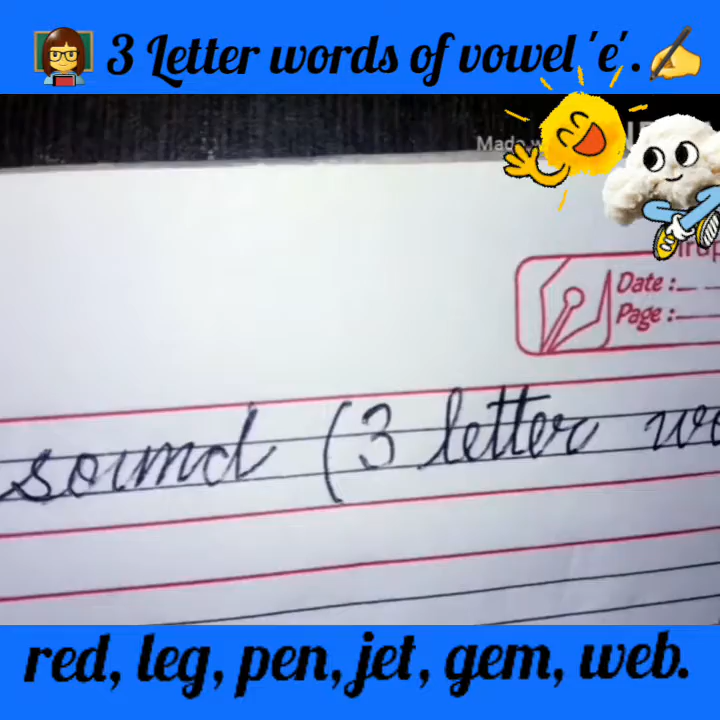 3 Letter words of vowel 'e'.
Date :
Page :
sound (3 letter
red, leg, pen, jet, gem, web.